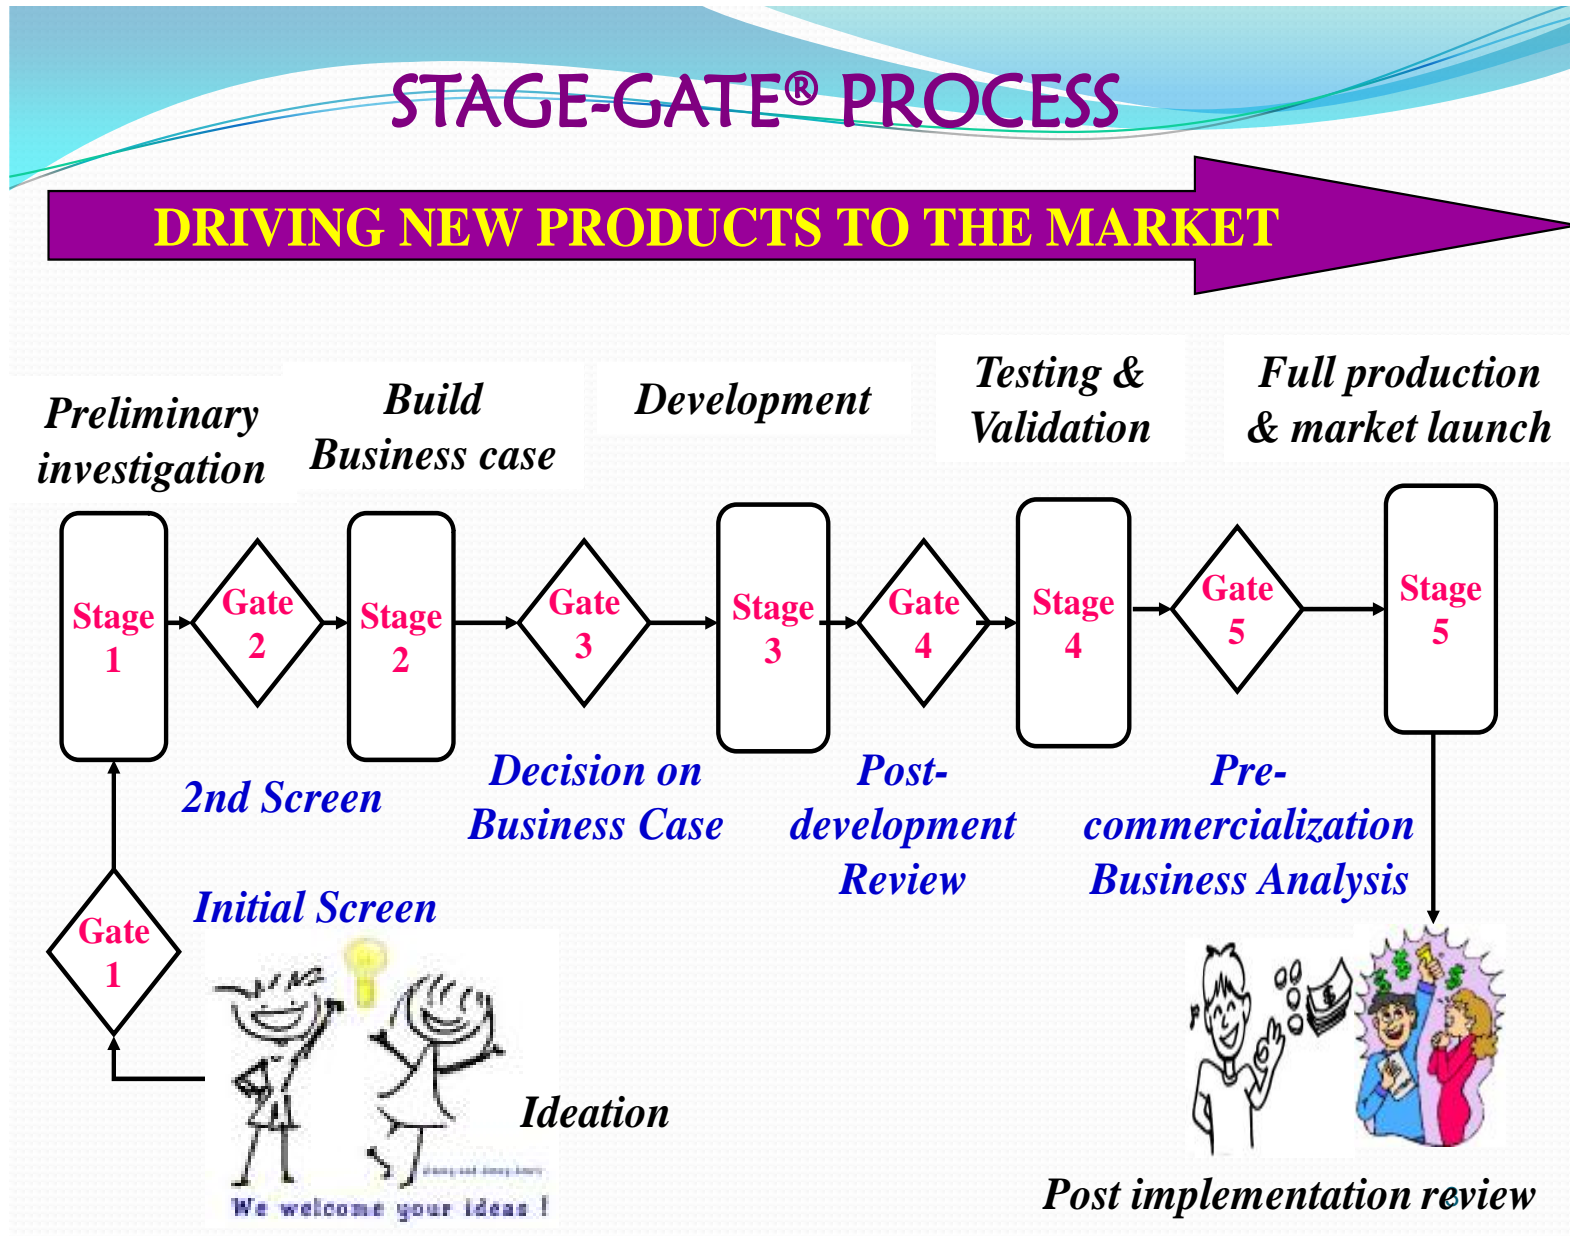 STAGE-GATE® PROCESS
DRIVING NEW PRODUCTS TO THE MARKET
Preliminary
investigation
Build
Business case
Development
Testing &
Validation
Full production
& market launch
Stage
1
Gate
2
Stage
2
Gate
3
Stage
3
Gate
4
Stage
4
Gate
5
Stage
5
2nd Screen
Decision on
Business Case
Post-
development
Review
Pre-
commercialization
Business Analysis
Initial Screen
Gate
1
Ideation
We welcome your ideas !
Post implementation review
3